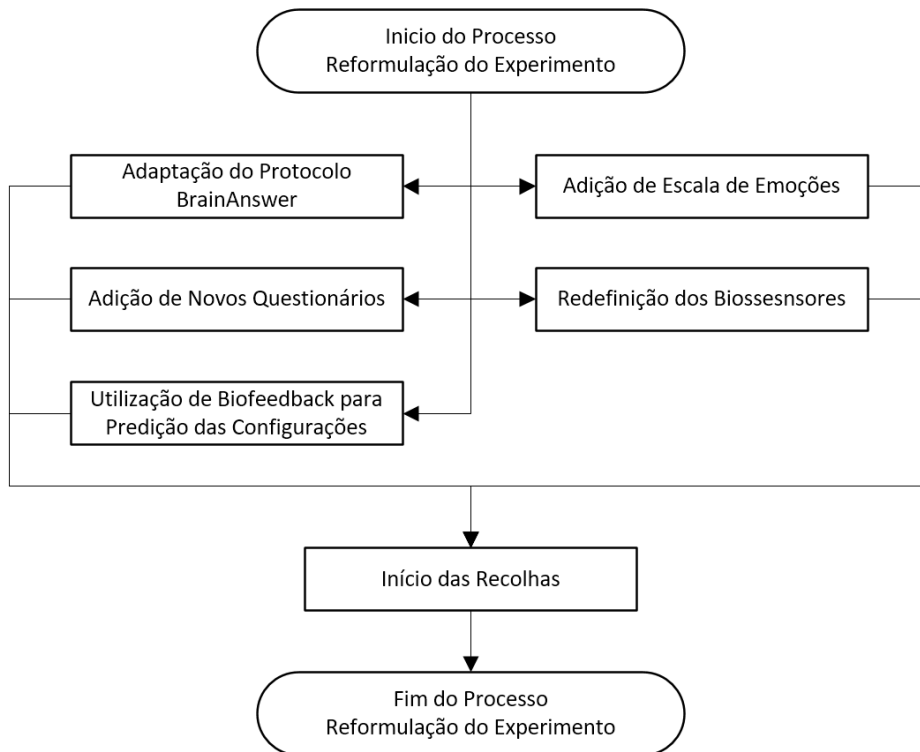 Inicio do Processo
Reformulação do Experimento
Adaptação do Protocolo
BrainAnswer
Adição de Escala de Emoções
Adição de Novos Questionários
Redefinição dos Biossesnsores
Utilização de Biofeedback para
Predição das Configurações
Início das Recolhas
Fim do Processo
Reformulação do Experimento